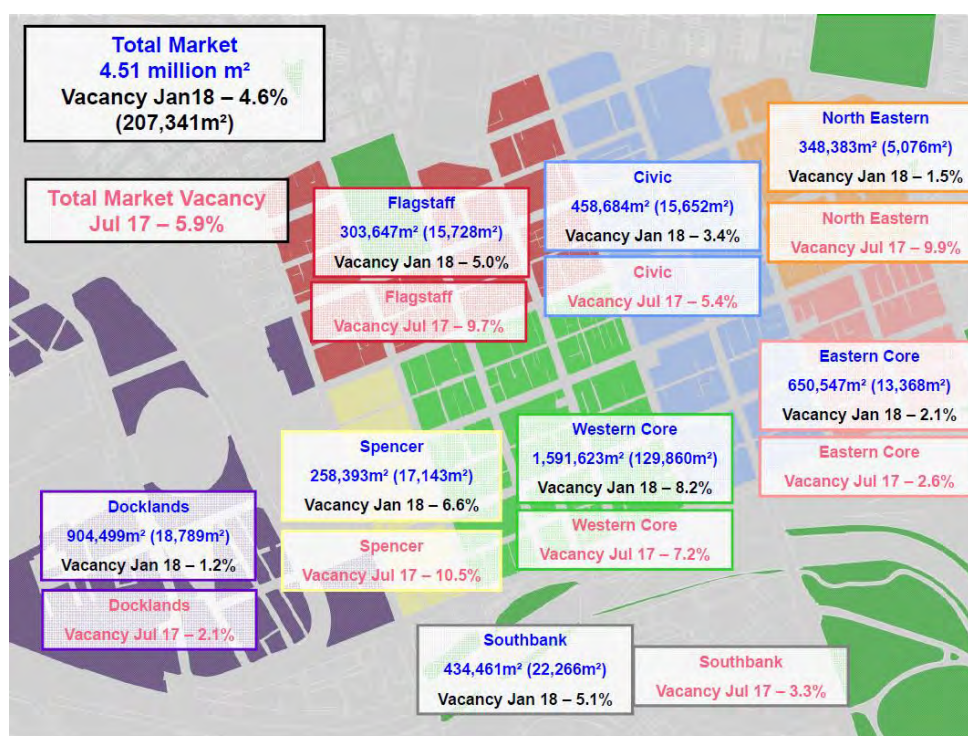 Total Market
4.51 million m²
Vacancy Jan18 – 4.6%
(207,341m²)
Total Market Vacancy
Jul 17 – 5.9%
North Eastern
348,383m² (5,076m²)
Vacancy Jan 18 – 1.5%
North Eastern
Vacancy Jul 17 – 9.9%
Civic
458,684m² (15,652m²)
Vacancy Jan 18 – 3.4%
Civic
Vacancy Jul 17 – 5.4%
Flagstaff
303,647m² (15,728m²)
Vacancy Jan 18 – 5.0%
Flagstaff
Vacancy Jul 17 – 9.7%
Eastern Core
650,547m² (13,368m²)
Vacancy Jan 18 – 2.1%
Eastern Core
Vacancy Jul 17 – 2.6%
Western Core
1,591,623m² (129,860m²)
Vacancy Jan 18 – 8.2%
Western Core
Vacancy Jul 17 – 7.2%
Spencer
258,393m² (17,143m²)
Vacancy Jan 18 – 6.6%
Spencer
Vacancy Jul 17 – 10.5%
Docklands
904,499m² (18,789m²)
Vacancy Jan 18 – 1.2%
Docklands
Vacancy Jul 17 – 2.1%
Southbank
434,461m² (22,266m²)
Vacancy Jan 18 – 5.1%
Southbank
Vacancy Jul 17 – 3.3%